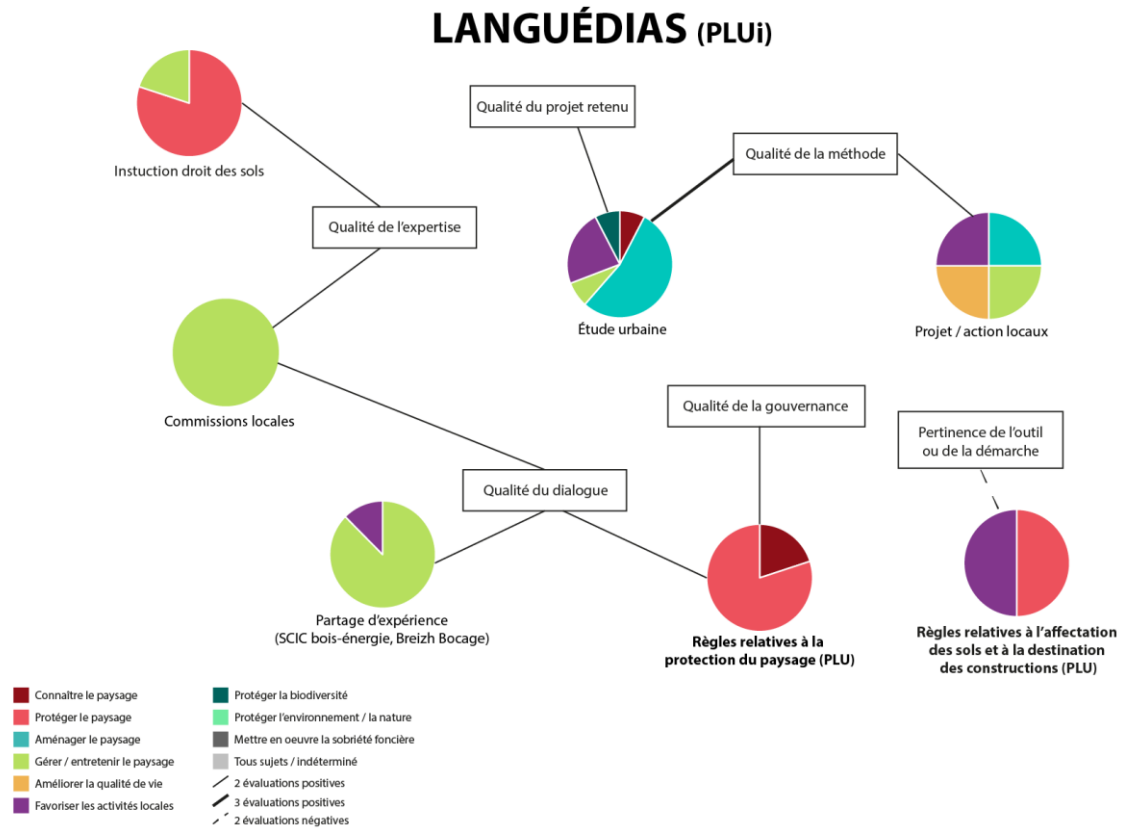 LANGUÉDIAS (PLUi)
Qualité du projet retenu
Qualité de la méthode
Instuction droit des sols
Qualité de l'expertise
Étude urbaine
Projet / action locaux
Commissions locales
Qualité de la gouvernance
Pertinence de l'outil
ou de la démarche
Qualité du dialogue
Partage d'expérience
(SCIC bois-énergie, Breizh Bocage)
Règles relatives à la
protection du paysage (PLU)
Règles relatives à l'affectation
des sols et à la destination
des constructions (PLU)
Connaître le paysage
Protéger le paysage
Aménager le paysage
Gérer / entretenir le paysage
Améliorer la qualité de vie
Favoriser les activités locales
Protéger la biodiversité
Protéger l'environnement / la nature
Mettre en oeuvre la sobriété foncière
Tous sujets / indéterminé
2 évaluations positives
3 évaluations positives
2 évaluations négatives